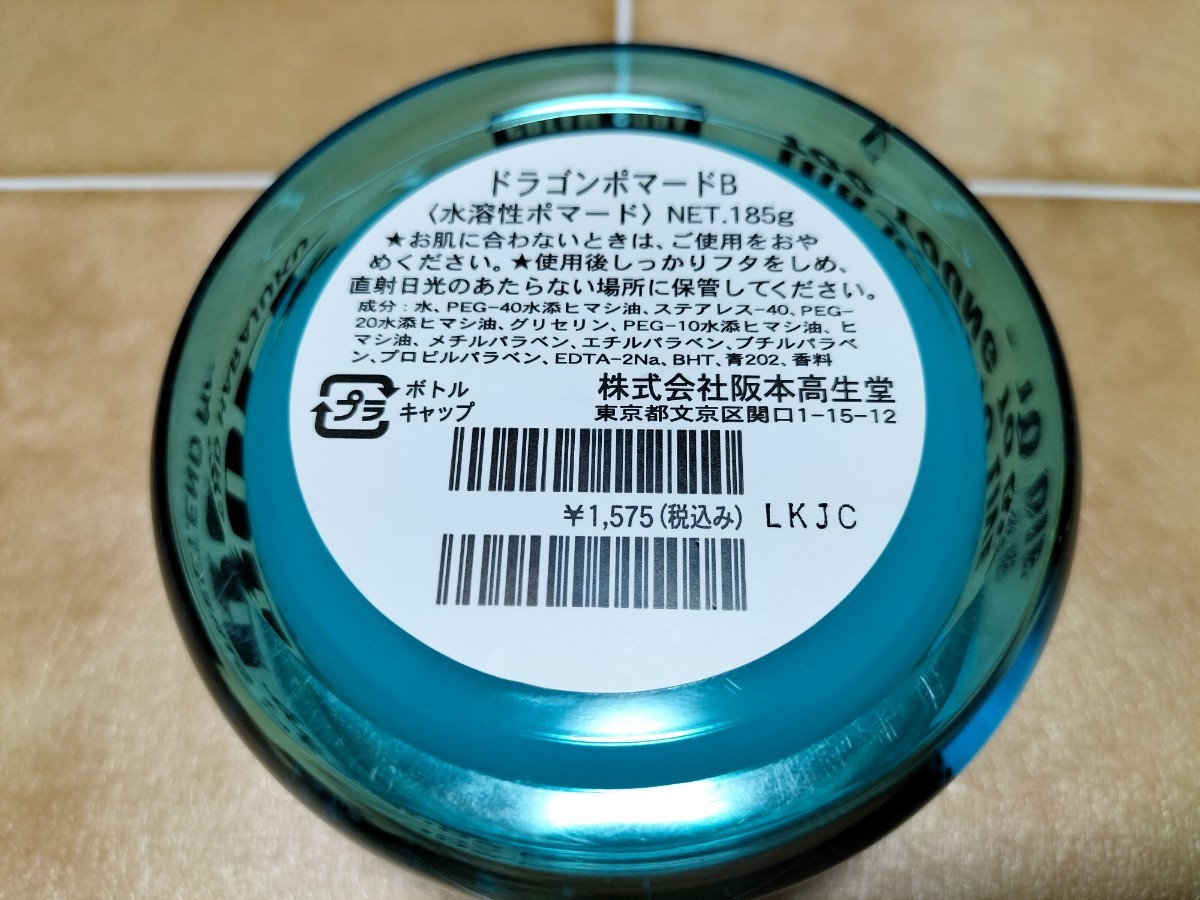 ドラゴンポマードB
〈水溶性ポマード〉NET.185g
★お肌に合わないときは、ご使用をおや
めください。★使用後しっかりフタをしめ、
直射日光のあたらない場所に保管してください。
成分:水、PEG-40水添ヒマシ油、ステアレス-40、PEG-
20水添ヒマシ油、グリセリン、PEG-10水添ヒマシ油、ヒ
マシ油、メチルパラベン、エチルパラベン、ブチルパラベ
ン、プロピルパラベン、EDTA-2Na、BHT、青202、香料
プラ
ボトル
キャップ
株式会社阪本高生堂
東京都文京区関口1-15-12
¥1,575(税込み) LKJC